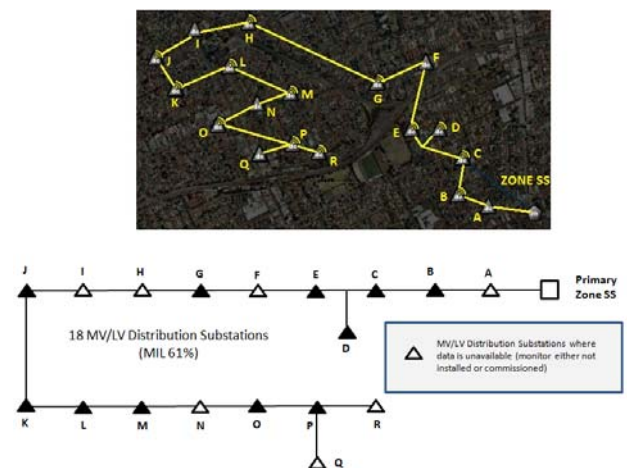 I
H
J
L
K
M
N
O
P
Q
R
G
F
E
D
C
B
A
ZONE SS
J
I
H
G
F
E
C
B
A
Primary
Zone SS
D
18 MV/LV Distribution Substations
(MIL 61%)
MV/LV Distribution Substations where
data is unavailable (monitor either not
installed or commissioned)
K
L
M
N
O
P
R
Q